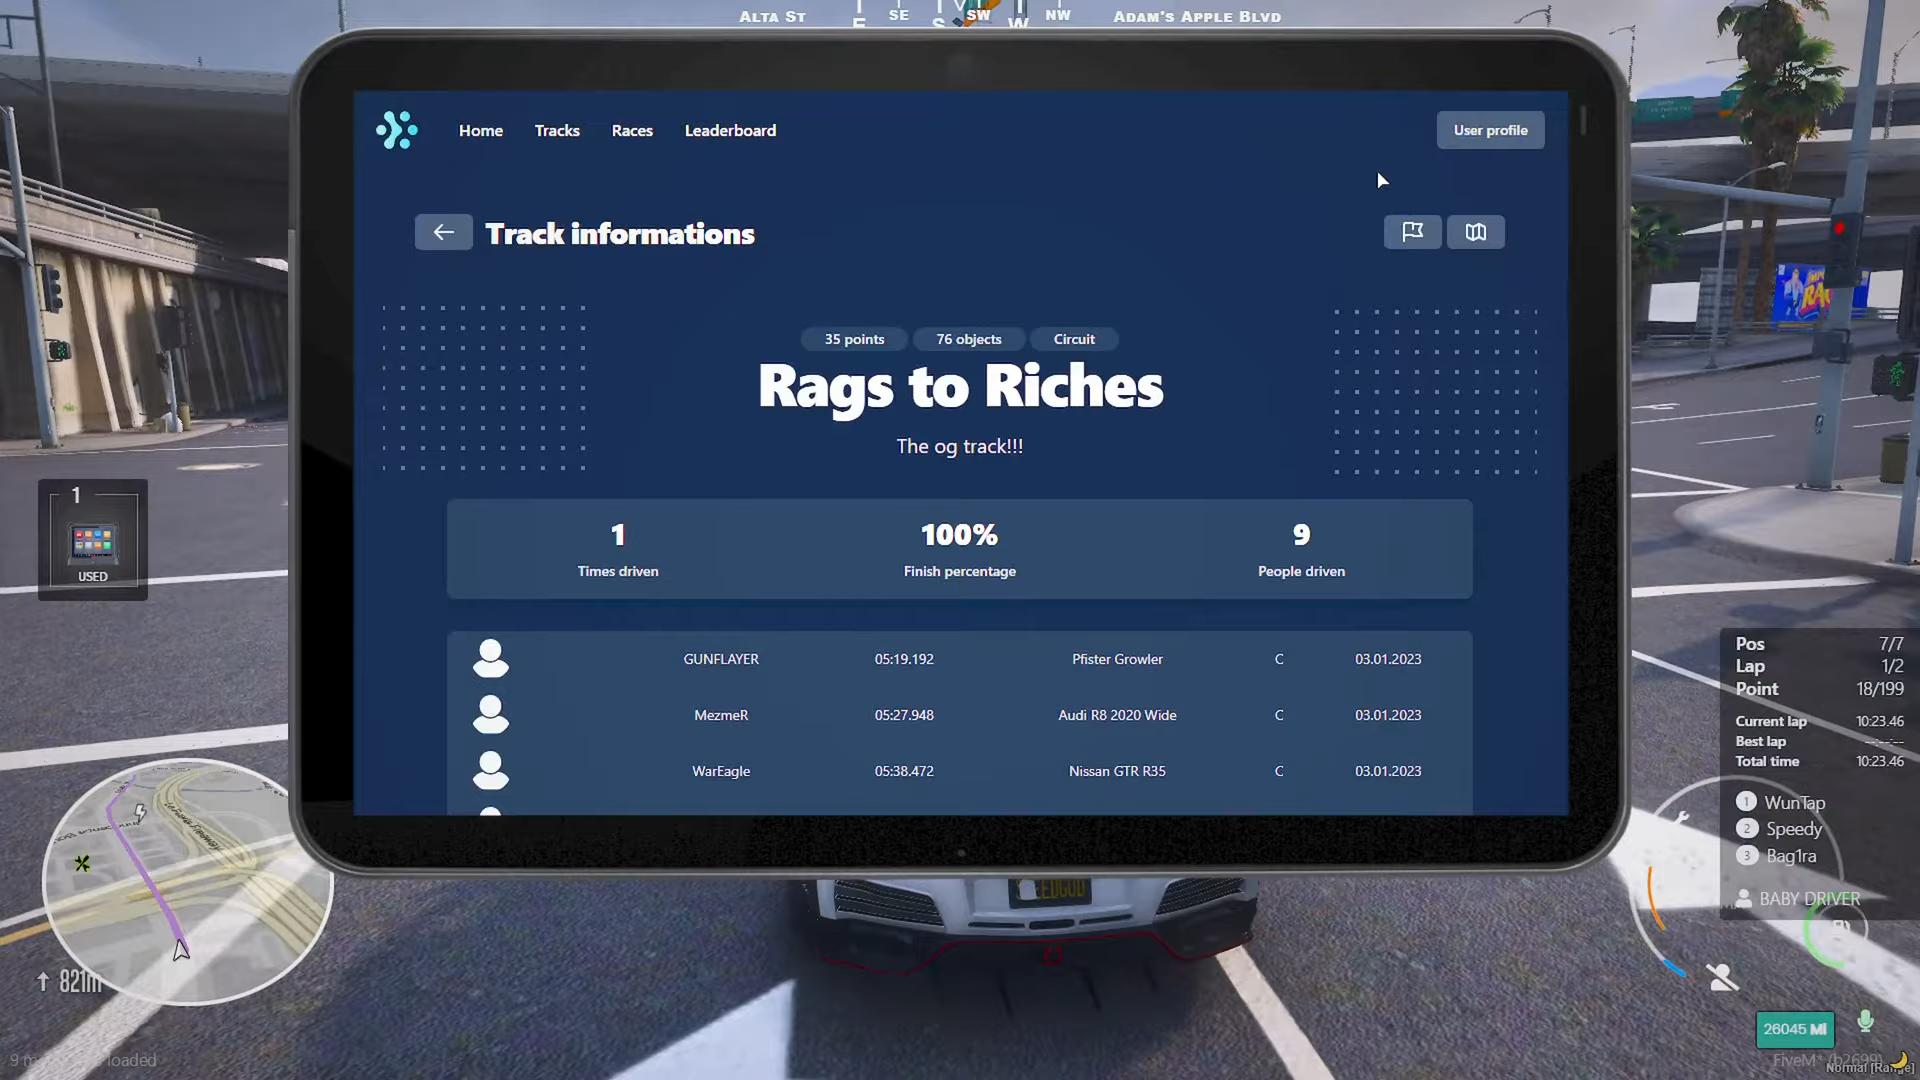 ALTA ST
E
SE
S
SW
W
NW
ADAM'S APPLE BLVD
Home
Tracks
Races
Leaderboard
User profile
Track informations
35 points
76 objects
Circuit
Rags to Riches
The og track!!!
1
100%
9
Times driven
Finish percentage
People driven
GUNFLAYER 05:19.192 Pfister Growler C 03.01.2023
MezmeR 05:27.948 Audi R8 2020 Wide C 03.01.2023
WarEagle 05:38.472 Nissan GTR R35 C 03.01.2023
1
USED
Pos 7/7
Lap 1/2
Point 18/199
Current lap 10:23.46
Best lap --:--.--
Total time 10:23.46
1 WunTap
2 Speedy
3 Bag1ra
BABY DRIVER
821m
26045 MI
loaded
FiveM* (b2699)
Normal [Range]